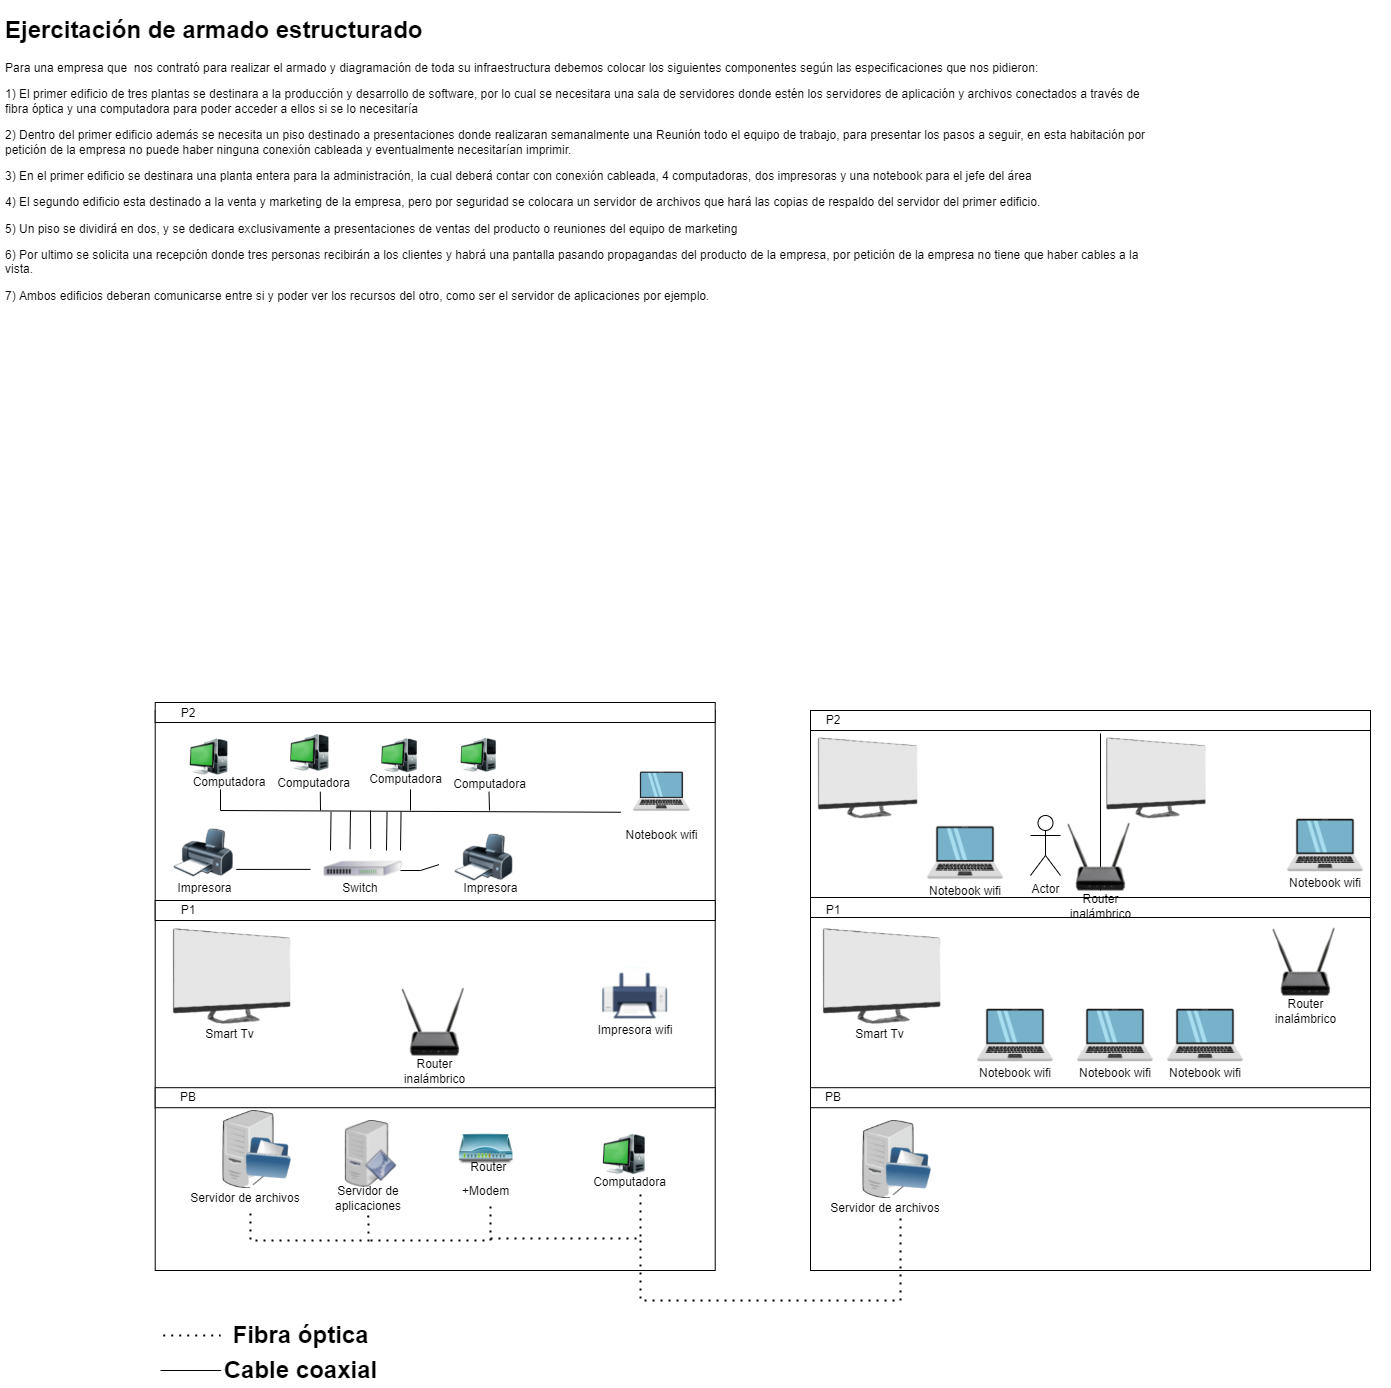 Ejercitación de armado estructurado
Para una empresa que  nos contrató para realizar el armado y diagramación de toda su infraestructura debemos colocar los siguientes componentes según las especificaciones que nos pidieron:
1) El primer edificio de tres plantas se destinara a la producción y desarrollo de software, por lo cual se necesitara una sala de servidores donde estén los servidores de aplicación y archivos conectados a través de
fibra óptica y una computadora para poder acceder a ellos si se lo necesitaría
2) Dentro del primer edificio además se necesita un piso destinado a presentaciones donde realizaran semanalmente una Reunión todo el equipo de trabajo, para presentar los pasos a seguir, en esta habitación por
petición de la empresa no puede haber ninguna conexión cableada y eventualmente necesitarían imprimir.
3) En el primer edificio se destinara una planta entera para la administración, la cual deberá contar con conexión cableada, 4 computadoras, dos impresoras y una notebook para el jefe del área
4) El segundo edificio esta destinado a la venta y marketing de la empresa, pero por seguridad se colocara un servidor de archivos que hará las copias de respaldo del servidor del primer edificio.
5) Un piso se dividirá en dos, y se dedicara exclusivamente a presentaciones de ventas del producto o reuniones del equipo de marketing
6) Por ultimo se solicita una recepción donde tres personas recibirán a los clientes y habrá una pantalla pasando propagandas del producto de la empresa, por petición de la empresa no tiene que haber cables a la
vista.
7) Ambos edificios deberan comunicarse entre si y poder ver los recursos del otro, como ser el servidor de aplicaciones por ejemplo.
P2
Computadora
Computadora
Computadora
Computadora
Notebook wifi
Impresora
Switch
Impresora
P1
Smart Tv
Router
inalámbrico
Impresora wifi
PB
Servidor de archivos
Servidor de
aplicaciones
Router
+Modem
Computadora
P2
Notebook wifi
Actor
Router
inalámbrico
Notebook wifi
P1
Smart Tv
Notebook wifi
Notebook wifi
Notebook wifi
Router
inalámbrico
PB
Servidor de archivos
Fibra óptica
Cable coaxial